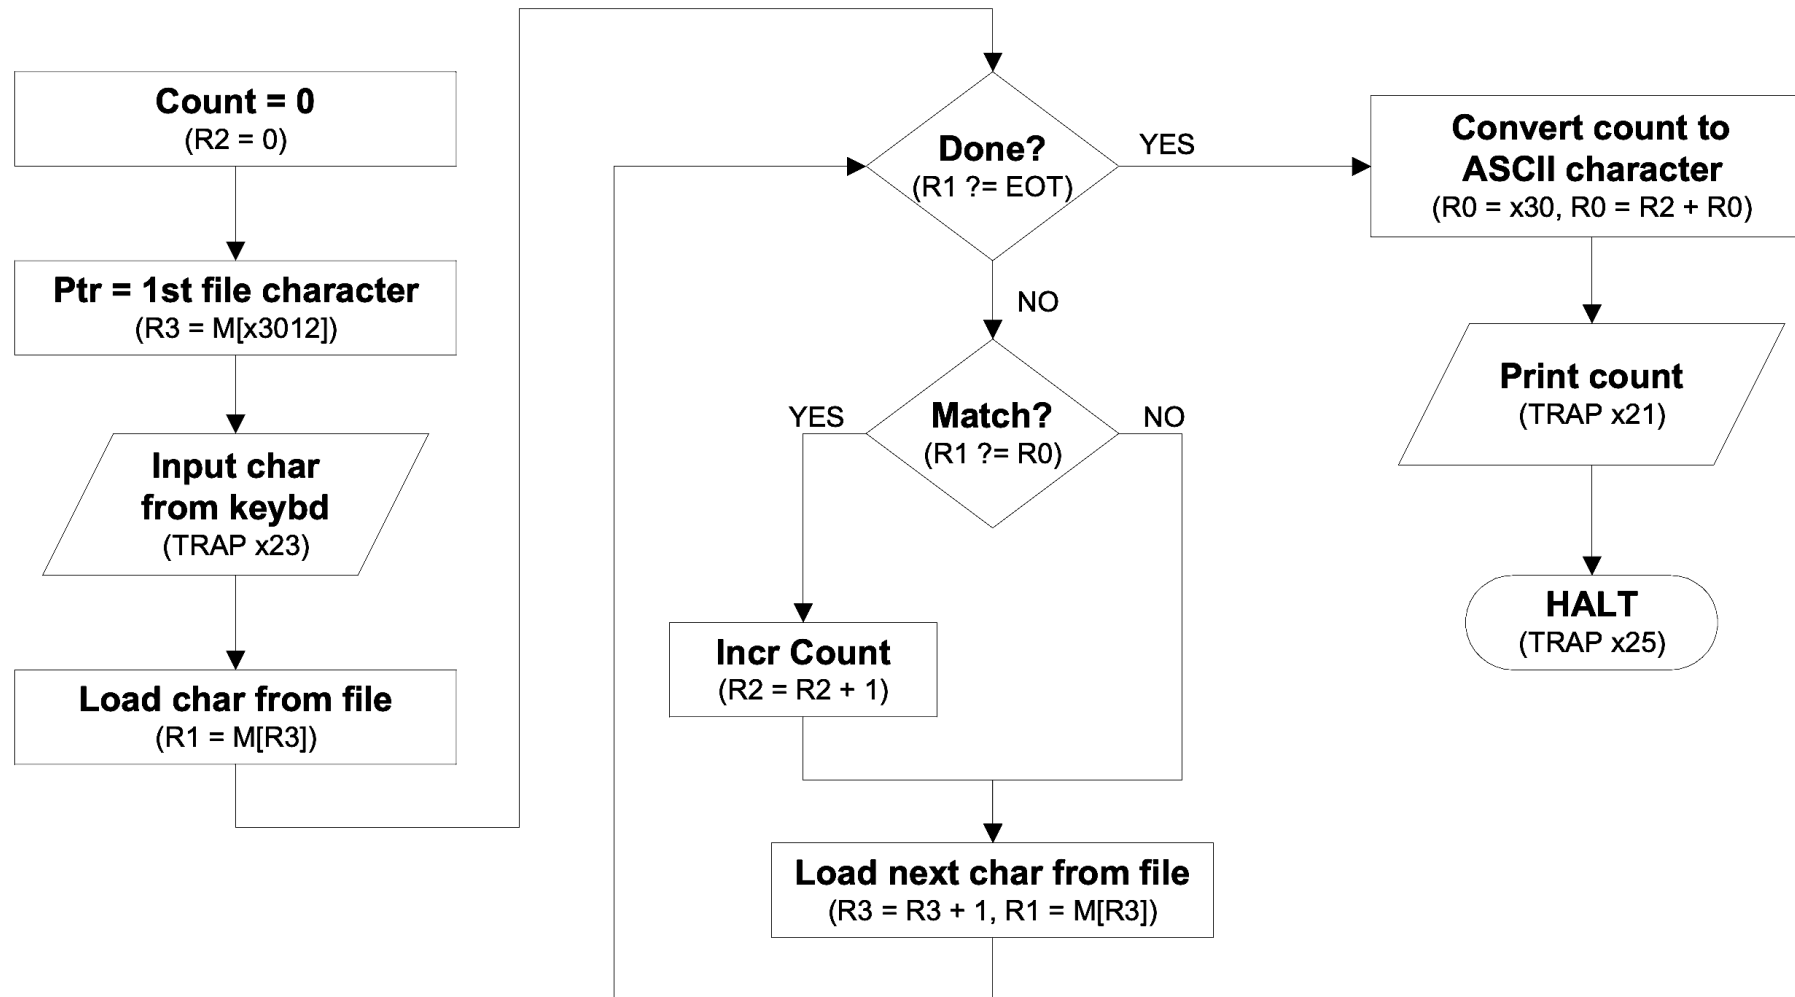 Count = 0
(R2 = 0)
Ptr = 1st file character
(R3 = M[x3012])
Input char
from keybd
(TRAP x23)
Load char from file
(R1 = M[R3])
Done?
(R1 ?= EOT)
YES
NO
Match?
(R1 ?= R0)
YES
NO
Incr Count
(R2 = R2 + 1)
Load next char from file
(R3 = R3 + 1, R1 = M[R3])
Convert count to
ASCII character
(R0 = x30, R0 = R2 + R0)
Print count
(TRAP x21)
HALT
(TRAP x25)